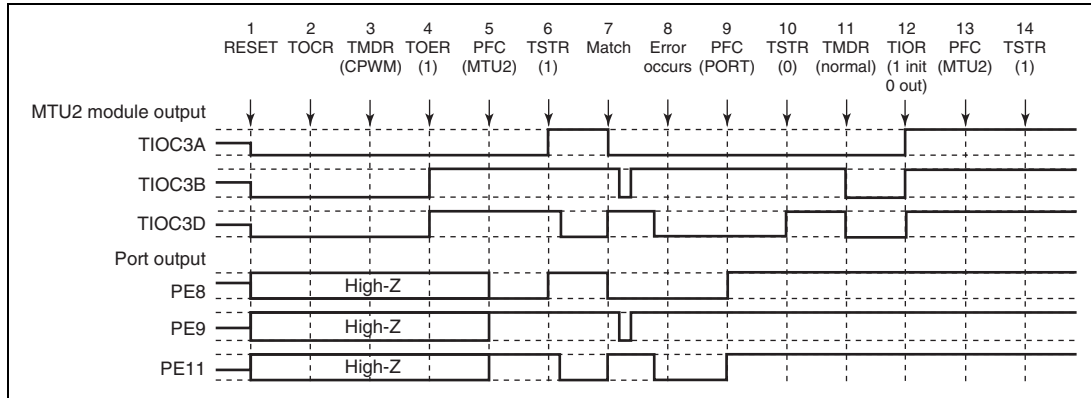 1 2 3 4 5 6 7 8 9 10 11 12 13 14
RESET TOCR TMDR TOER PFC TSTR Match Error PFC TSTR TMDR TIOR PFC TSTR
(CPWM) (1) (MTU2) (1) occurs (PORT) (0) (normal) (1 init (MTU2) (1)
0 out)
MTU2 module output
TIOC3A
TIOC3B
TIOC3D
Port output
PE8 High-Z
PE9 High-Z
PE11 High-Z